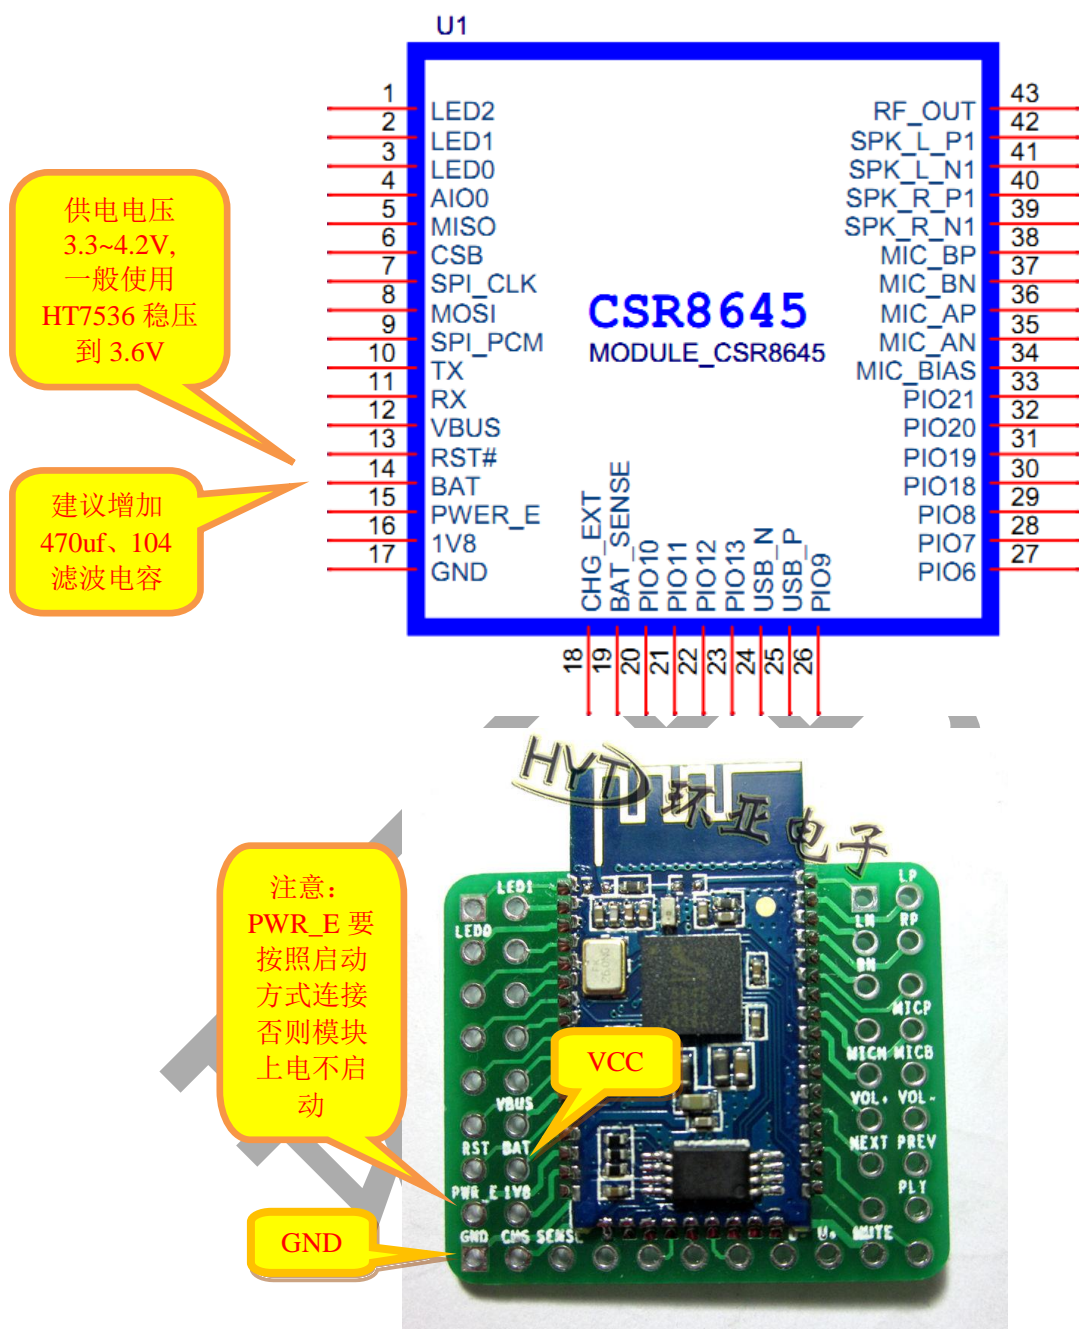 U1
1
LED2
2
LED1
3
LED0
4
AIO0
5
MISO
6
CSB
7
SPI_CLK
8
MOSI
9
SPI_PCM
10
TX
11
RX
12
VBUS
13
RST#
14
BAT
15
PWER_E
16
1V8
17
GND
43
RF_OUT
42
SPK_L_P1
41
SPK_L_N1
40
SPK_R_P1
39
SPK_R_N1
38
MIC_BP
37
MIC_BN
36
MIC_AP
35
MIC_AN
34
MIC_BIAS
33
PIO21
32
PIO20
31
PIO19
30
PIO18
29
PIO8
28
PIO7
27
PIO6
CSR8645
MODULE_CSR8645
CHG_EXT
BAT_SENSE
PIO10
PIO11
PIO12
PIO13
USB_N
USB_P
PIO9
18
19
20
21
22
23
24
25
26
供电电压
3.3~4.2V,
一般使用
HT7536 稳压
到 3.6V
建议增加
470uf、104
滤波电容
HYT 环亚电子
注意：
PWR_E 要
按照启动
方式连接
否则模块
上电不启
动
VCC
GND
LED1
LED0
VBUS
RST BAT
PWR_E 1V8
GND CHG SENSE
LP
LN RP
BN
MICP
MICN MICB
VOL+ VOL-
NEXT PREV
PLY
U+ MUTE